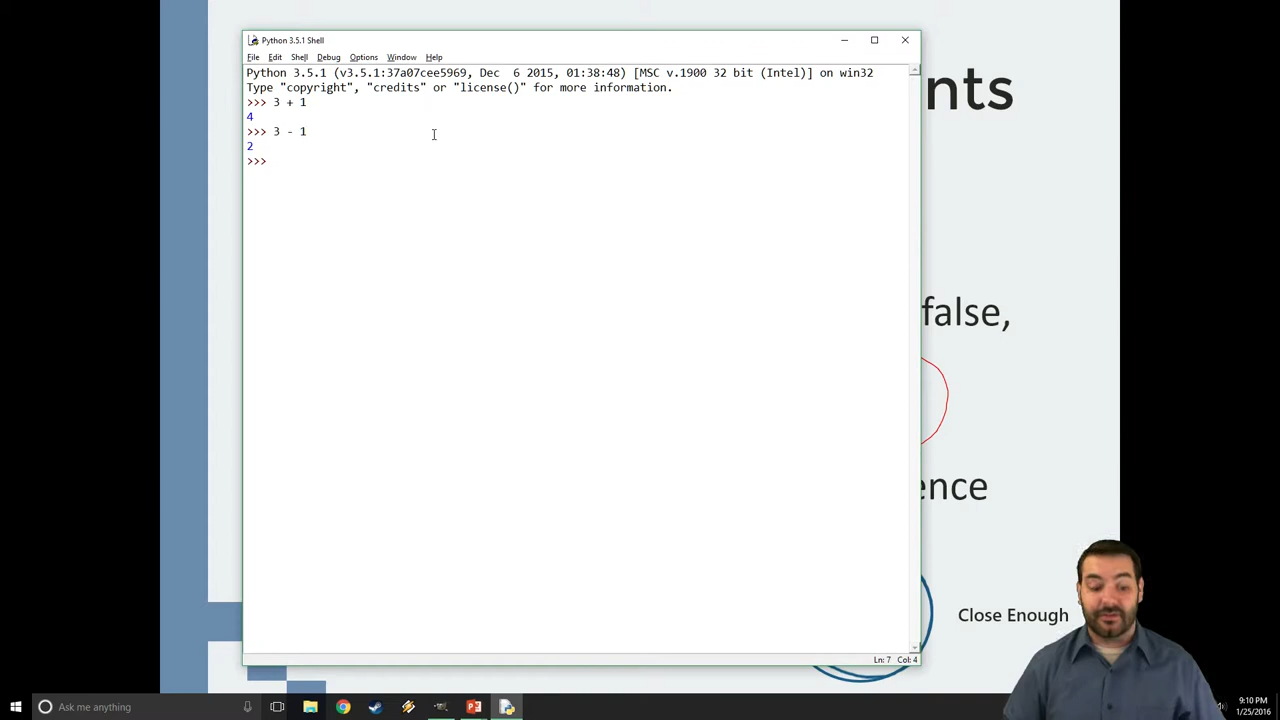 Python 3.5.1 Shell
File Edit Shell Debug Options Window Help
Python 3.5.1 (v3.5.1:37a07cee5969, Dec  6 2015, 01:38:48) [MSC v.1900 32 bit (Intel)] on win32
Type "copyright", "credits" or "license()" for more information.
>>> 3 + 1
4
>>> 3 - 1
2
>>>
nts
false,
ence
Close Enough
Ln: 7 Col: 4
Ask me anything
9:10 PM
1/25/2016